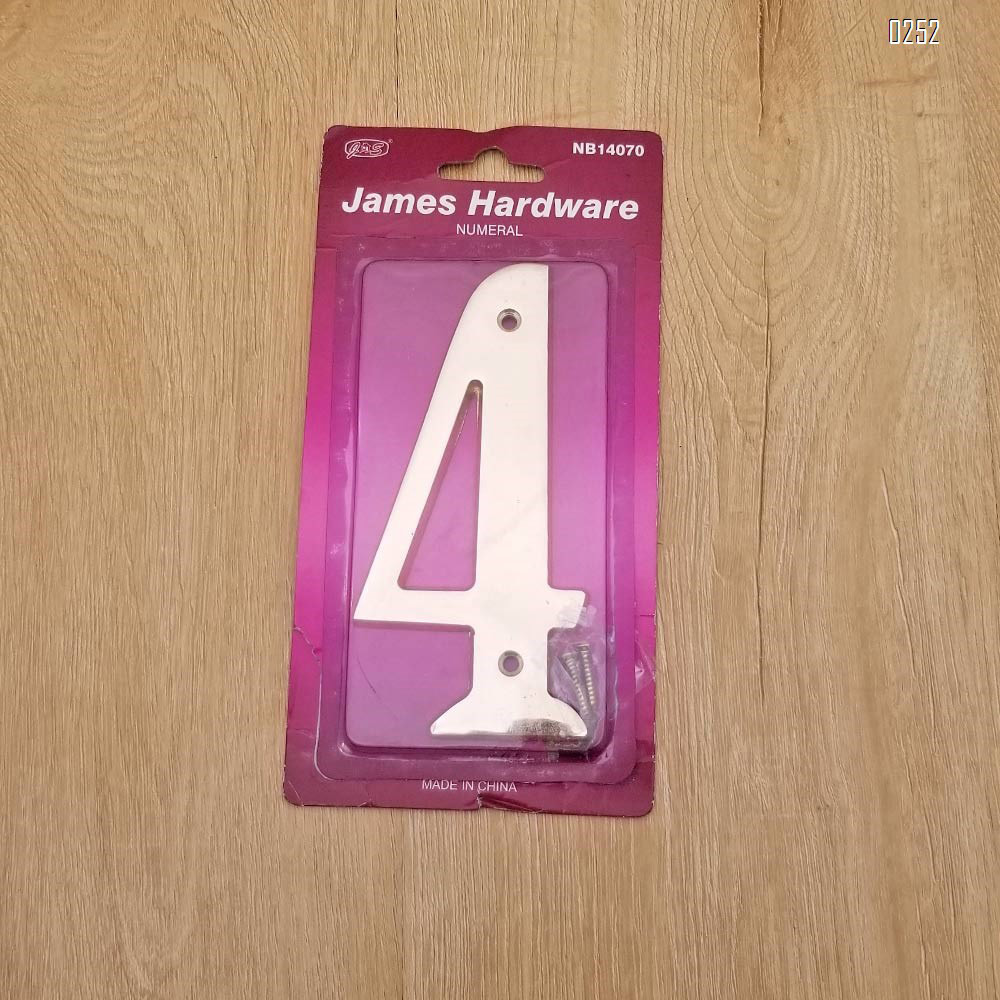 0252
JAS
NB14070
James Hardware
NUMERAL
4
MADE IN CHINA